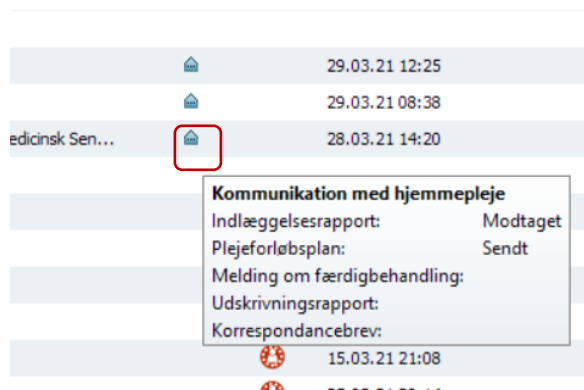 29.03.21 12:25
29.03.21 08:38
edicinsk Sen... 28.03.21 14:20
Kommunikation med hjemmepleje
Indlæggelsesrapport: Modtaget
Plejeforløbsplan: Sendt
Melding om færdigbehandling:
Udskrivningsrapport:
Korrespondancebrev:
15.03.21 21:08